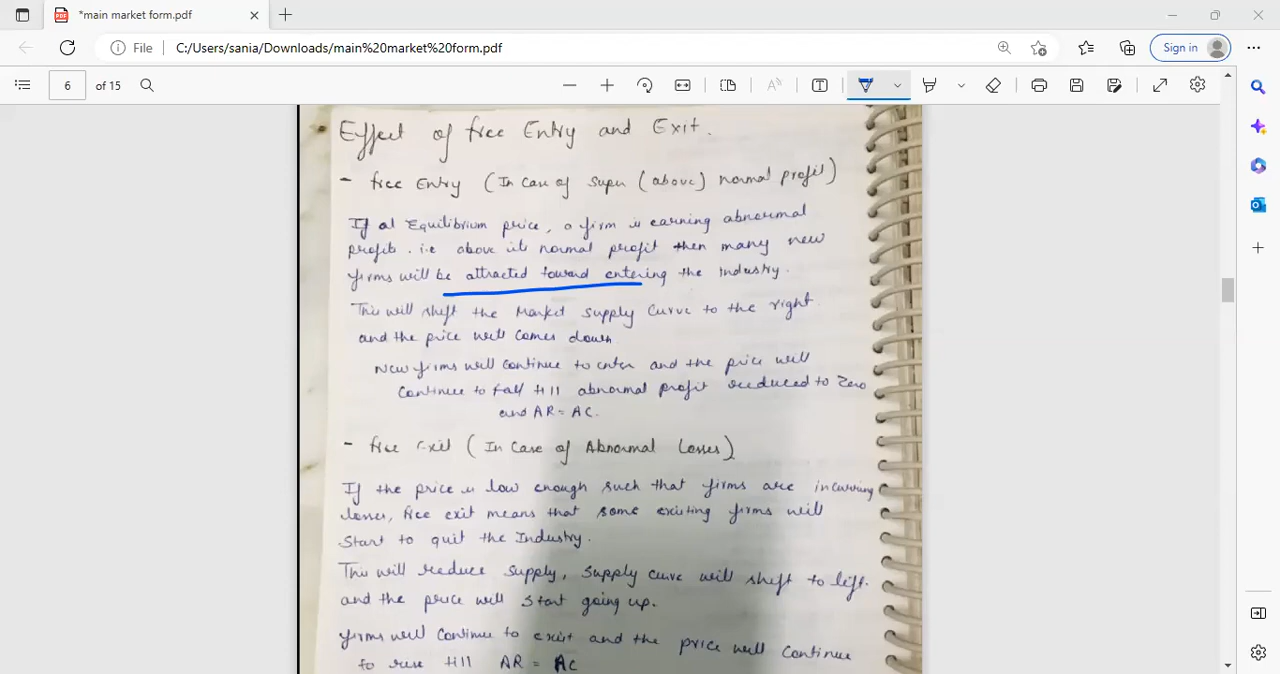 *main market form.pdf
File
C:/Users/sania/Downloads/main%20market%20form.pdf
Sign in
6 of 15
Effect of free Entry and Exit.
- free Entry (In Case of Super (above) normal profit)
If at Equilibrium price, a firm is earning abnormal
profits. i.e above its normal profit then many new
firms will be attracted toward entering the Industry.
This will shift the Market Supply Curve to the right
and the price will comes down
New firms will continue to enter and the price will
continue to fall till abnormal profit reduced to zero
and AR = AC.
- free Exit (In Case of Abnormal Losses)
If the price is low enough such that firms are incurring
losses, free exit means that some existing firms will
Start to quit the Industry.
This will reduce supply, supply curve will shift to left.
and the price will start going up.
firms will continue to exist and the price will continue
to rise till AR = AC